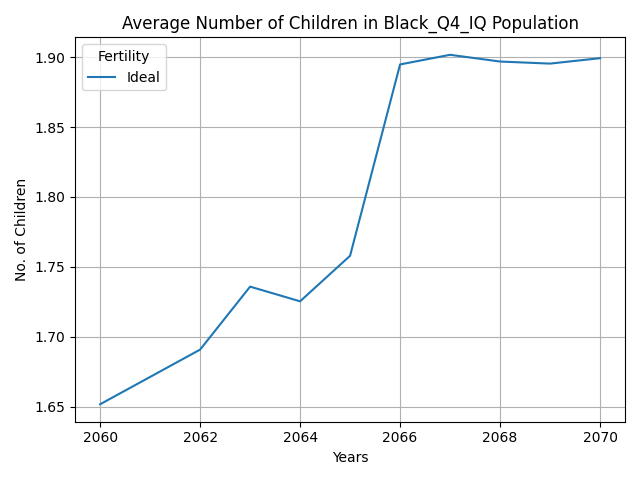 Average Number of Children in Black_Q4_IQ Population
Fertility
Ideal
1.90
1.85
1.80
1.75
1.70
1.65
No. of Children
2060
2062
2064
2066
2068
2070
Years